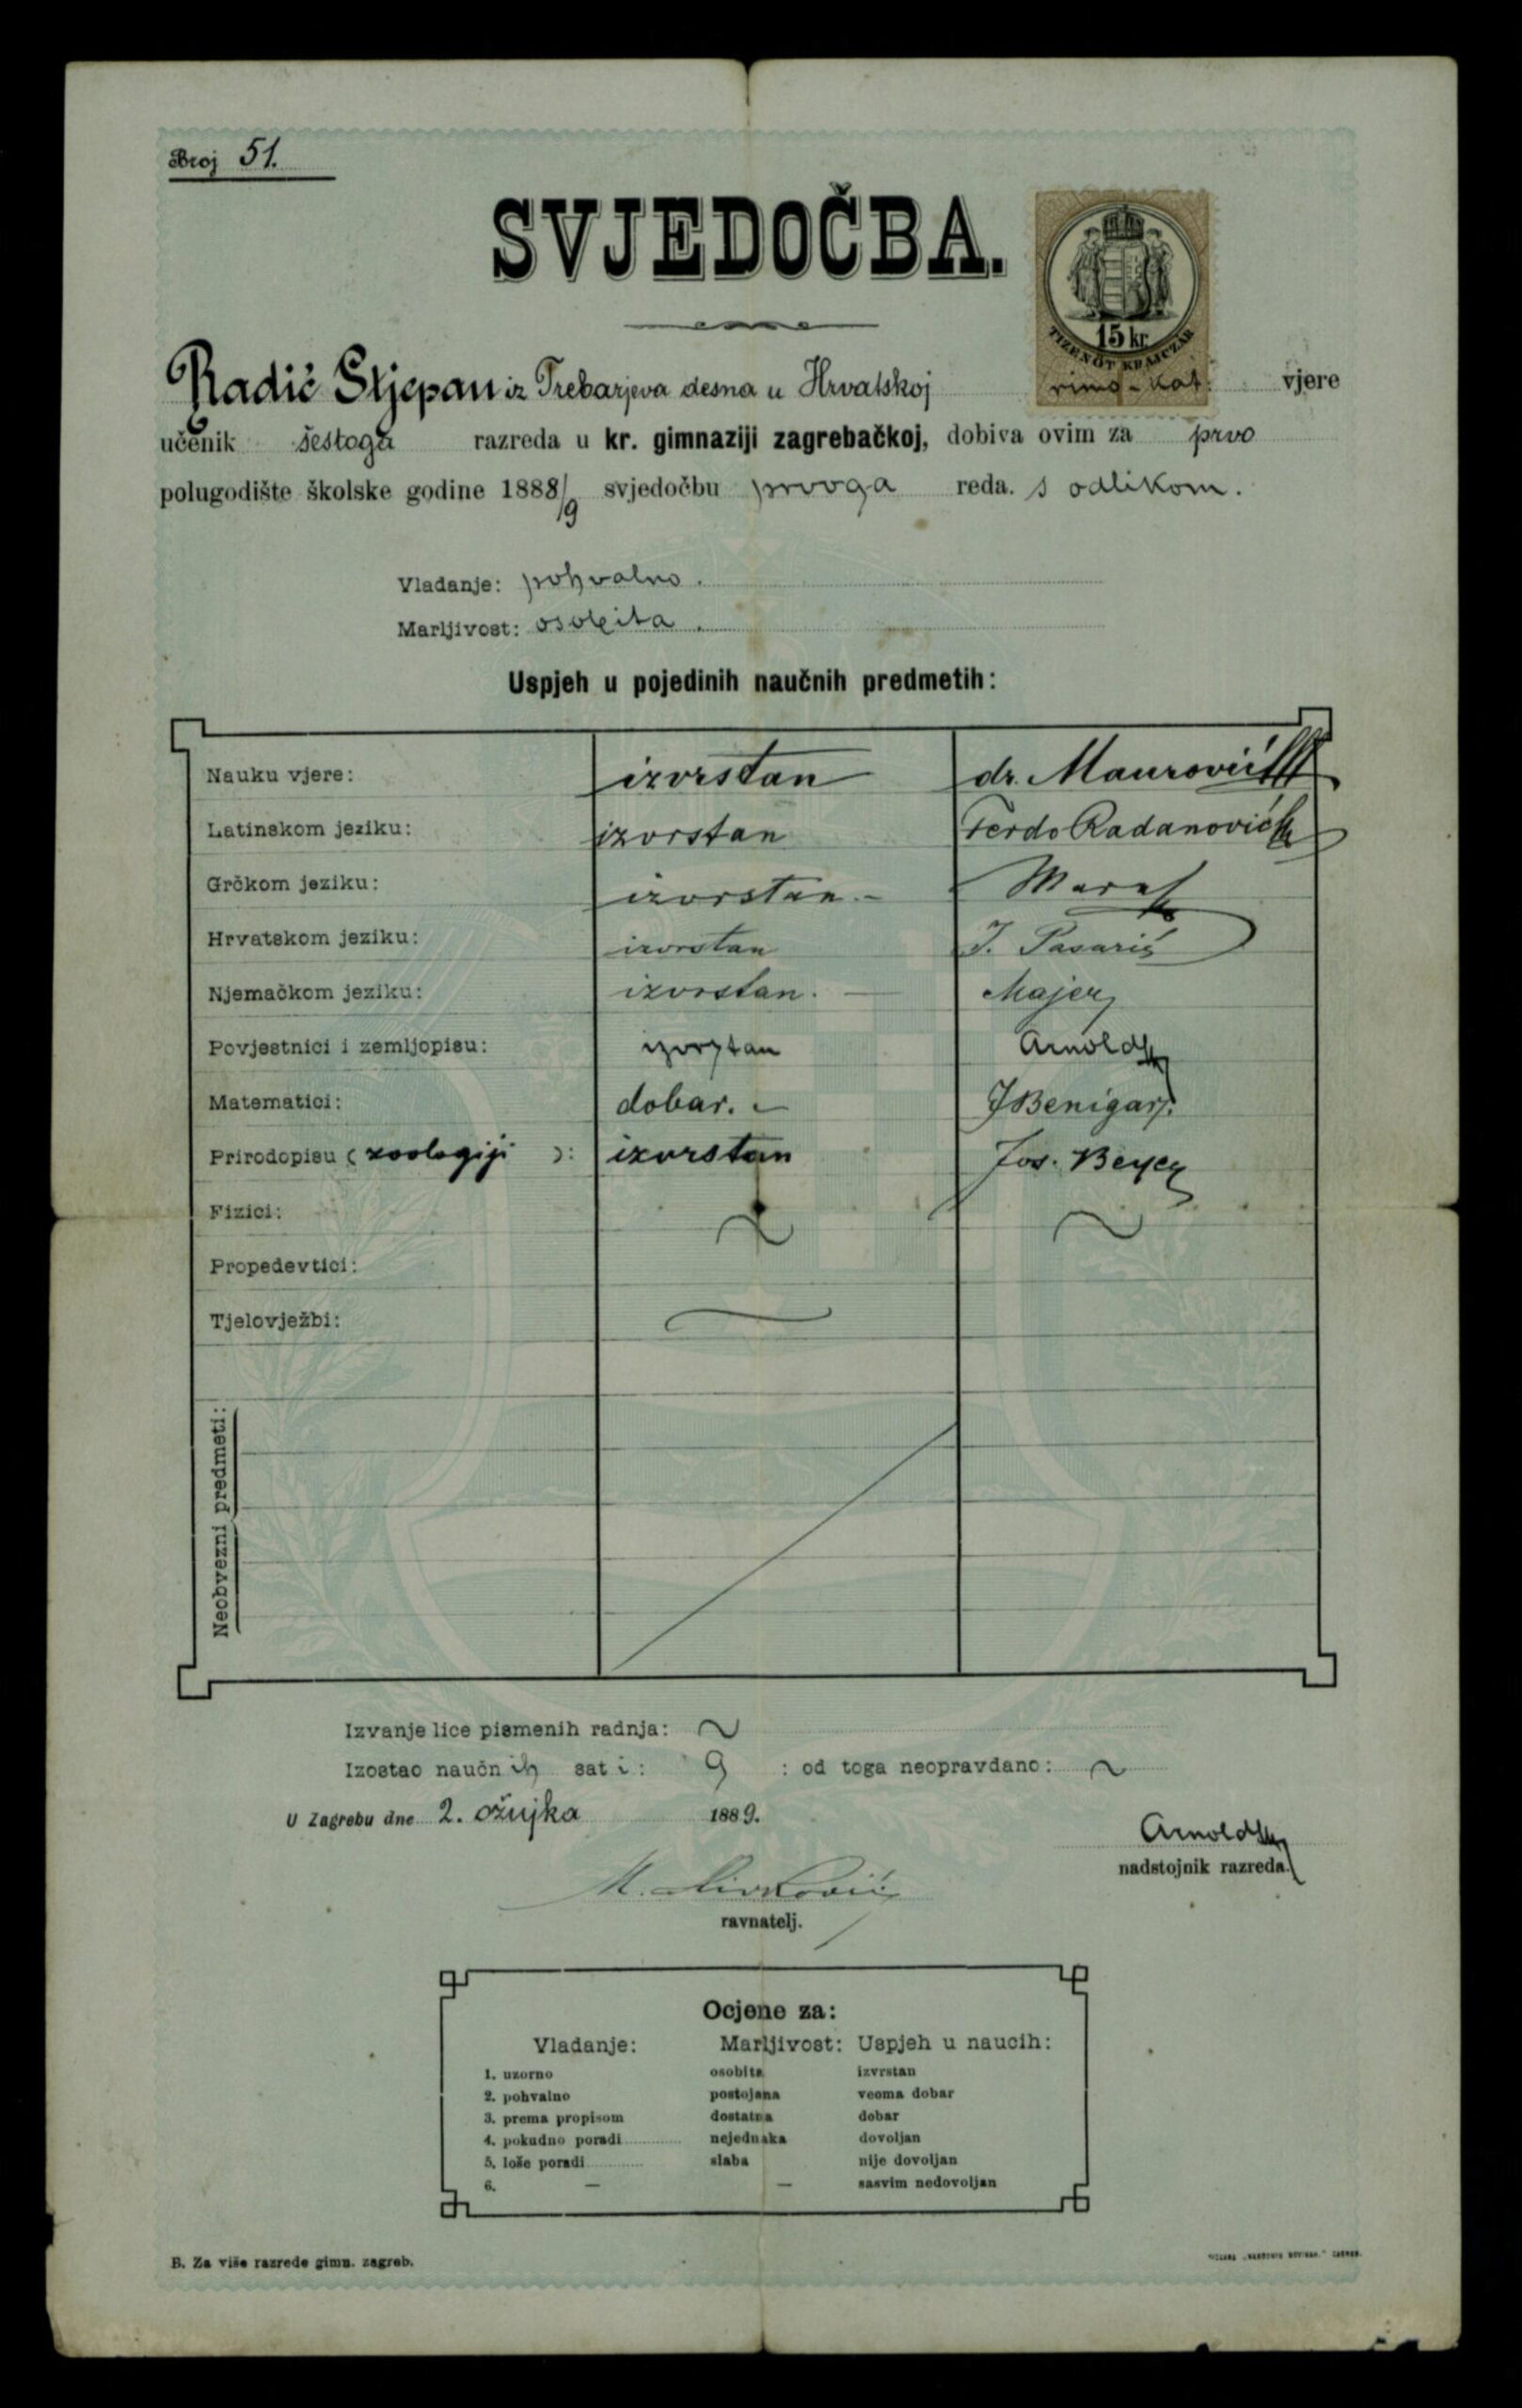 Broj 51.
SVJEDOČBA.
15 kr.
TIZENÖT KRAJCZÁR
Radić Stjepan iz Trebarjeva desna u Hrvatskoj rimo-kat. vjere
učenik šestoga razreda u kr. gimnaziji zagrebačkoj, dobiva ovim za prvo
polugodište školske godine 1888/9 svjedočbu prvoga reda. s odlikom.
Vladanje: pohvalno.
Marljivost: osobita.
Uspjeh u pojedinih naučnih predmetih:
Nauku vjere: izvrstan dr. Maurović
Latinskom jeziku: izvrstan Ferdo Radanović
Grčkom jeziku: izvrstan.-
Hrvatskom jeziku: izvrstan J. Pasarić
Njemačkom jeziku: izvrstan. — Majer
Povjestnici i zemljopisu: izvrstan Arnold
Matematici: dobar. - J Benigar
Prirodopisu (zoologiji): izvrstan Jos. Beyer
Fizici: ~ ~
Propedevtici:
Tjelovježbi: ~
Neobvezni predmeti:
Izvanje lice pismenih radnja: ~
Izostao naučnih sati: 9 : od toga neopravdano: ~
U Zagrebu dne 2. ožujka 1889.
Arnold
nadstojnik razreda.
M. Divković
ravnatelj.
Ocjene za:
Vladanje: Marljivost: Uspjeh u naucih:
1. uzorno osobita izvrstan
2. pohvalno postojana veoma dobar
3. prema propisom dostatna dobar
4. pokudno poradi nejednaka dovoljan
5. loše poradi slaba nije dovoljan
6. — — sasvim nedovoljan
B. Za više razrede gimn. zagreb.